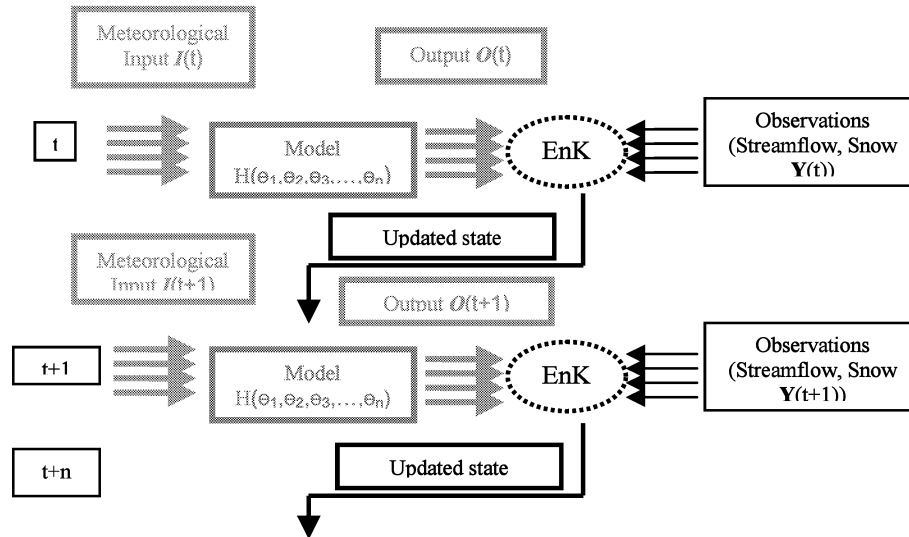 Meteorological
Input I(t)
Output O(t)
t
Model
H(θ1,θ2,θ3,…,θn)
EnK
Observations
(Streamflow, Snow
Y(t))
Updated state
Meteorological
Input I(t+1)
Output O(t+1)
t+1
Model
H(θ1,θ2,θ3,…,θn)
EnK
Observations
(Streamflow, Snow
Y(t+1))
t+n
Updated state